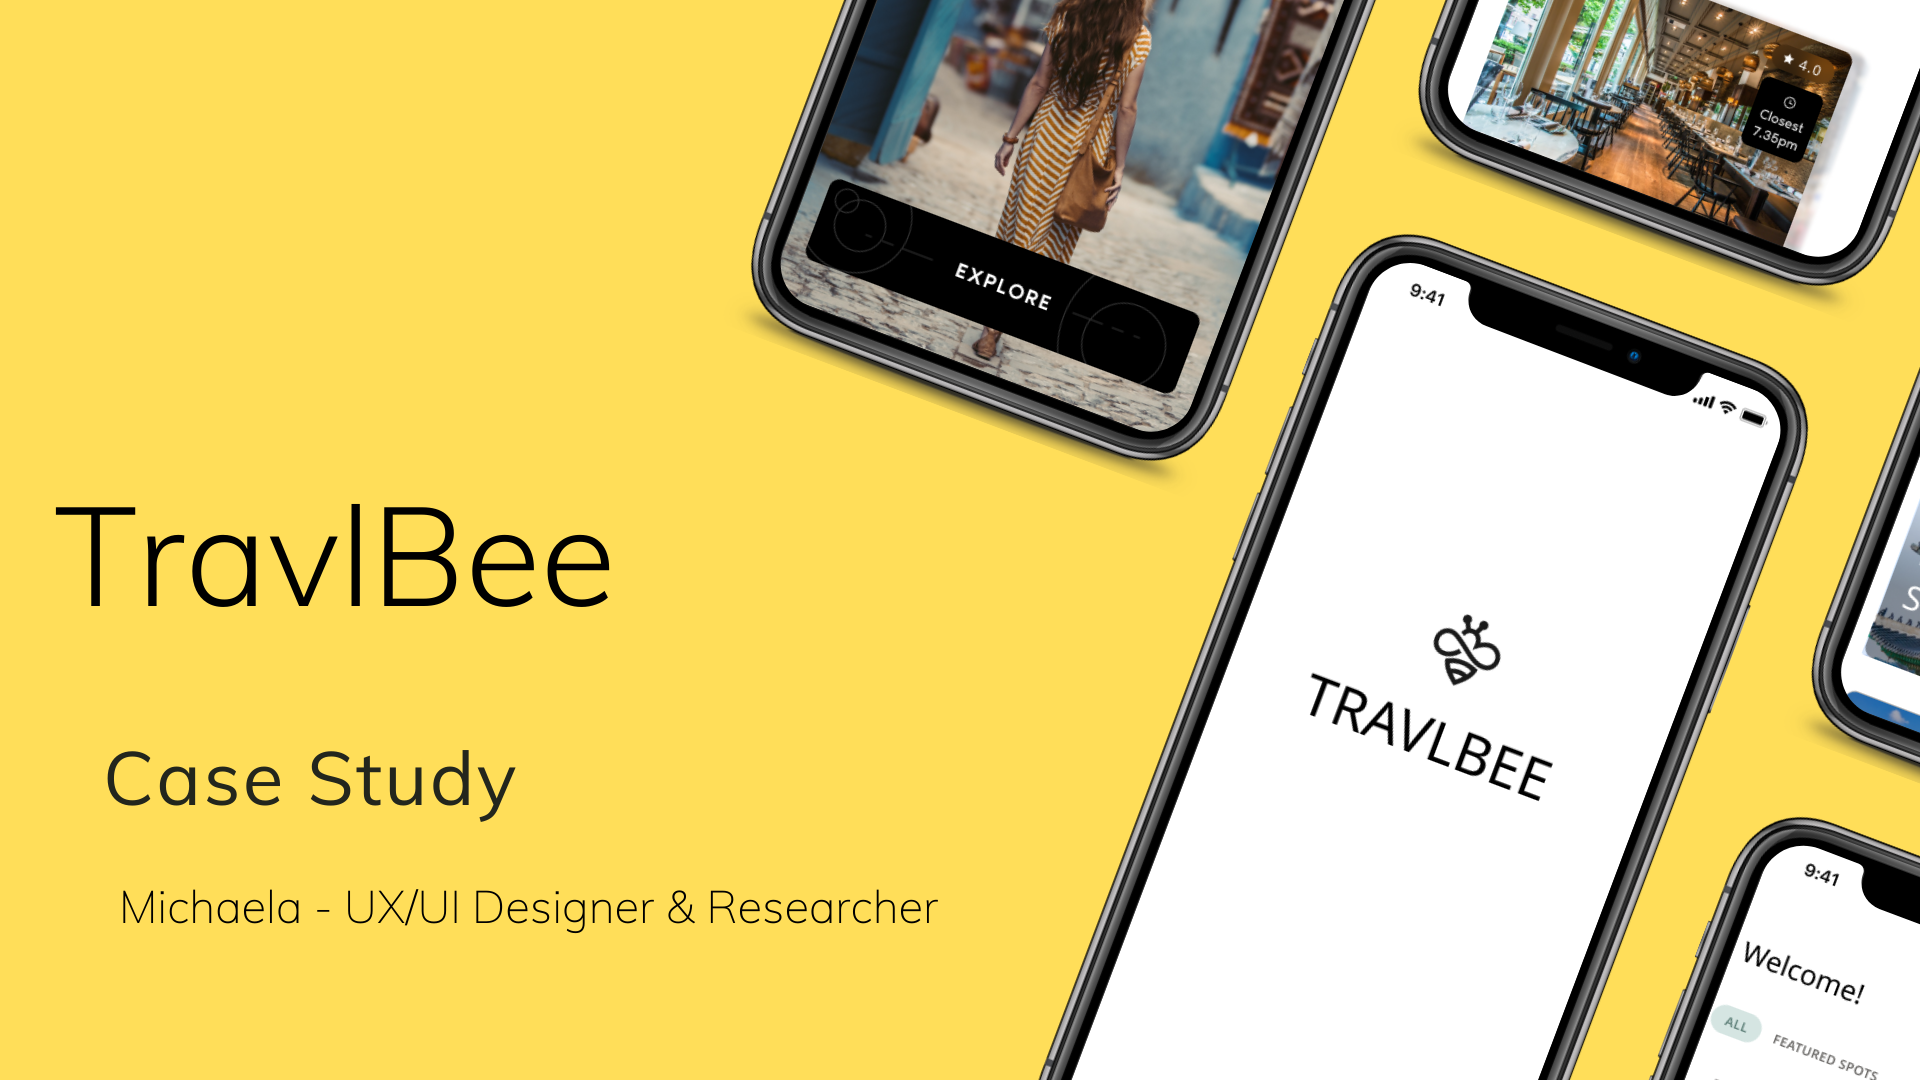 TravlBee
Case Study
Michaela - UX/UI Designer & Researcher
EXPLORE
4.0
Closest
7.35pm
9:41
TRAVLBEE
9:41
Welcome!
ALL
FEATURED SPOTS